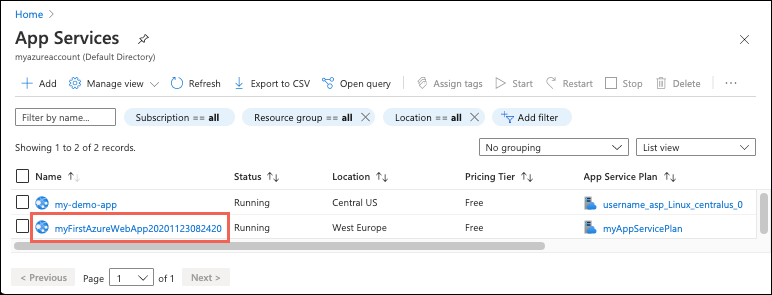 Home >
App Services
myazureaccount (Default Directory)
+ Add Manage view Refresh Export to CSV Open query Assign tags Start Restart Stop Delete ...
Filter by name... Subscription == all Resource group == all Location == all Add filter
Showing 1 to 2 of 2 records. No grouping List view
Name Status Location Pricing Tier App Service Plan
my-demo-app Running Central US Free username_asp_Linux_centralus_0
myFirstAzureWebApp20201123082420 Running West Europe Free myAppServicePlan
< Previous Page 1 of 1 Next >